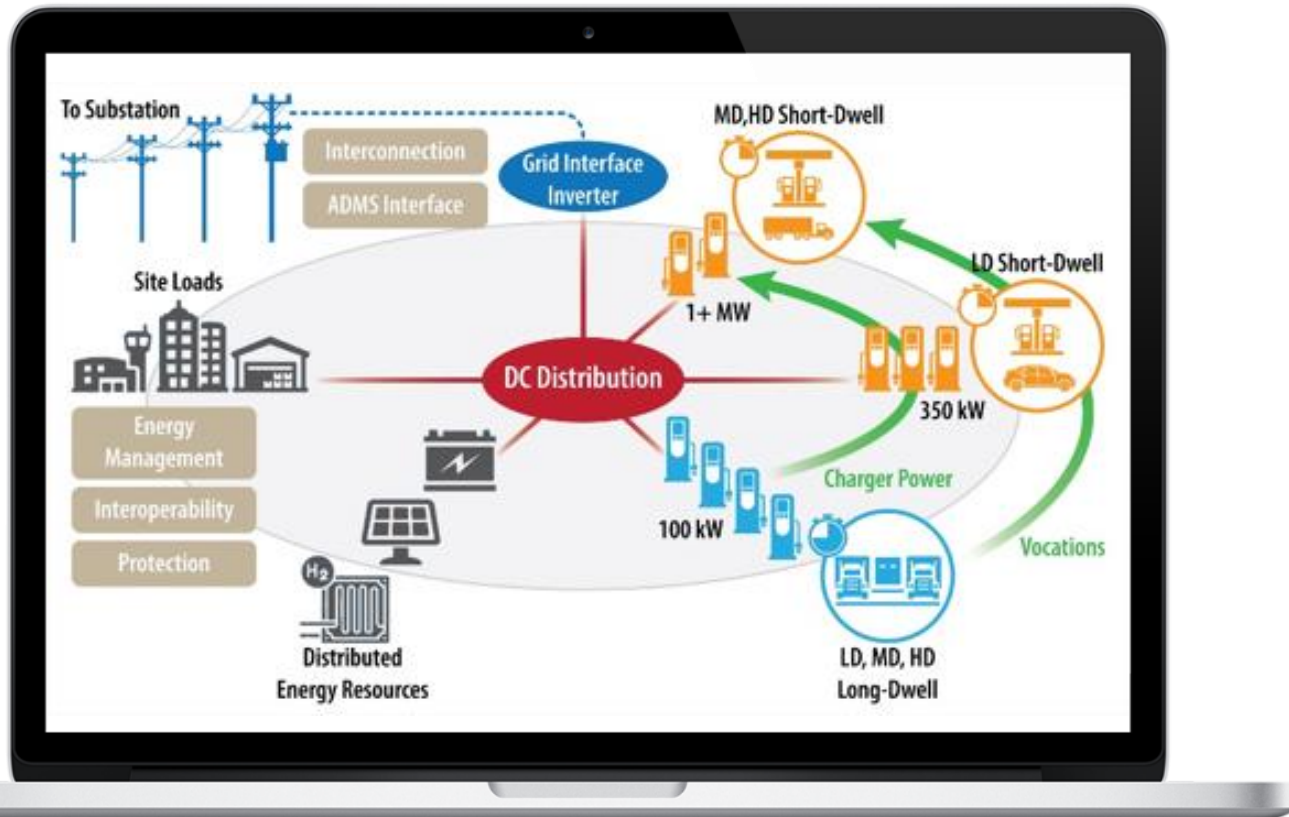 To Substation
Interconnection
ADMS Interface
Grid Interface
Inverter
MD,HD Short-Dwell
LD Short-Dwell
Site Loads
1+ MW
DC Distribution
350 kW
Energy
Management
Interoperability
Protection
Charger Power
100 kW
Vocations
H2
Distributed
Energy Resources
LD, MD, HD
Long-Dwell